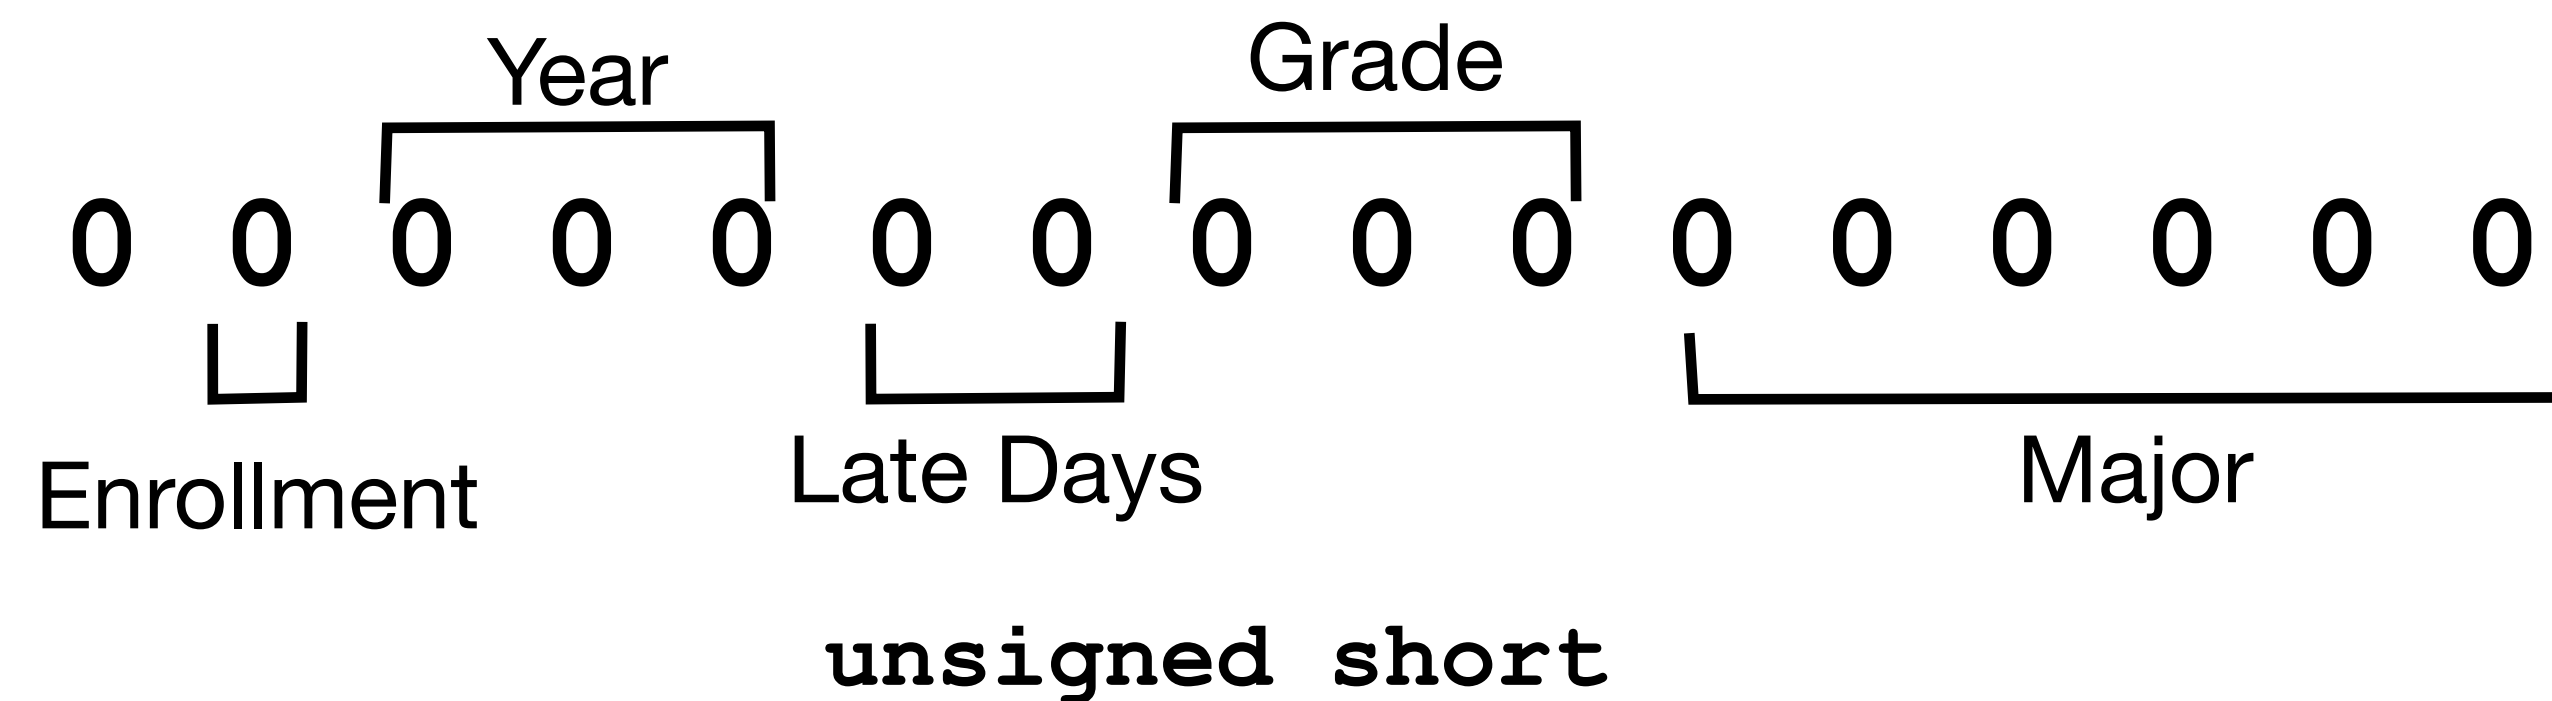 Year Grade
0 0 0 0 0 0 0 0 0 0 0 0 0 0 0 0
Enrollment Late Days Major
unsigned short